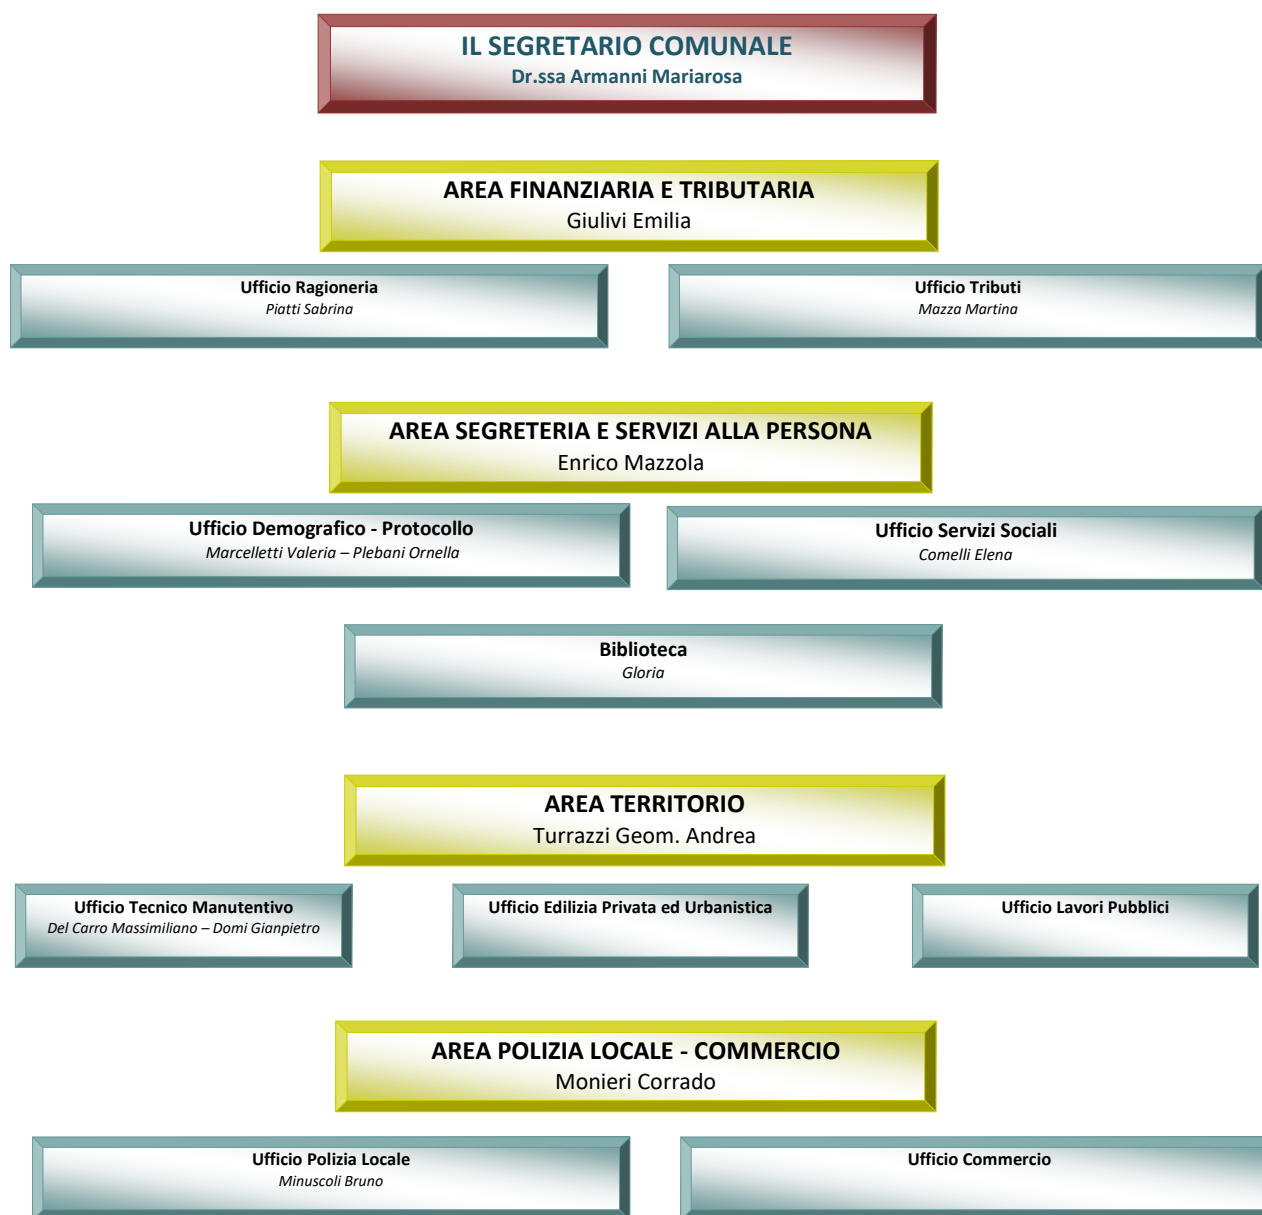 IL SEGRETARIO COMUNALE
Dr.ssa Armanni Mariarosa
AREA FINANZIARIA E TRIBUTARIA
Giulivi Emilia
Ufficio Ragioneria
Piatti Sabrina
Ufficio Tributi
Mazza Martina
AREA SEGRETERIA E SERVIZI ALLA PERSONA
Enrico Mazzola
Ufficio Demografico - Protocollo
Marcelletti Valeria – Plebani Ornella
Ufficio Servizi Sociali
Comelli Elena
Biblioteca
Gloria
AREA TERRITORIO
Turrazzi Geom. Andrea
Ufficio Tecnico Manutentivo
Del Carro Massimiliano – Domi Gianpietro
Ufficio Edilizia Privata ed Urbanistica
Ufficio Lavori Pubblici
AREA POLIZIA LOCALE - COMMERCIO
Monieri Corrado
Ufficio Polizia Locale
Minuscoli Bruno
Ufficio Commercio